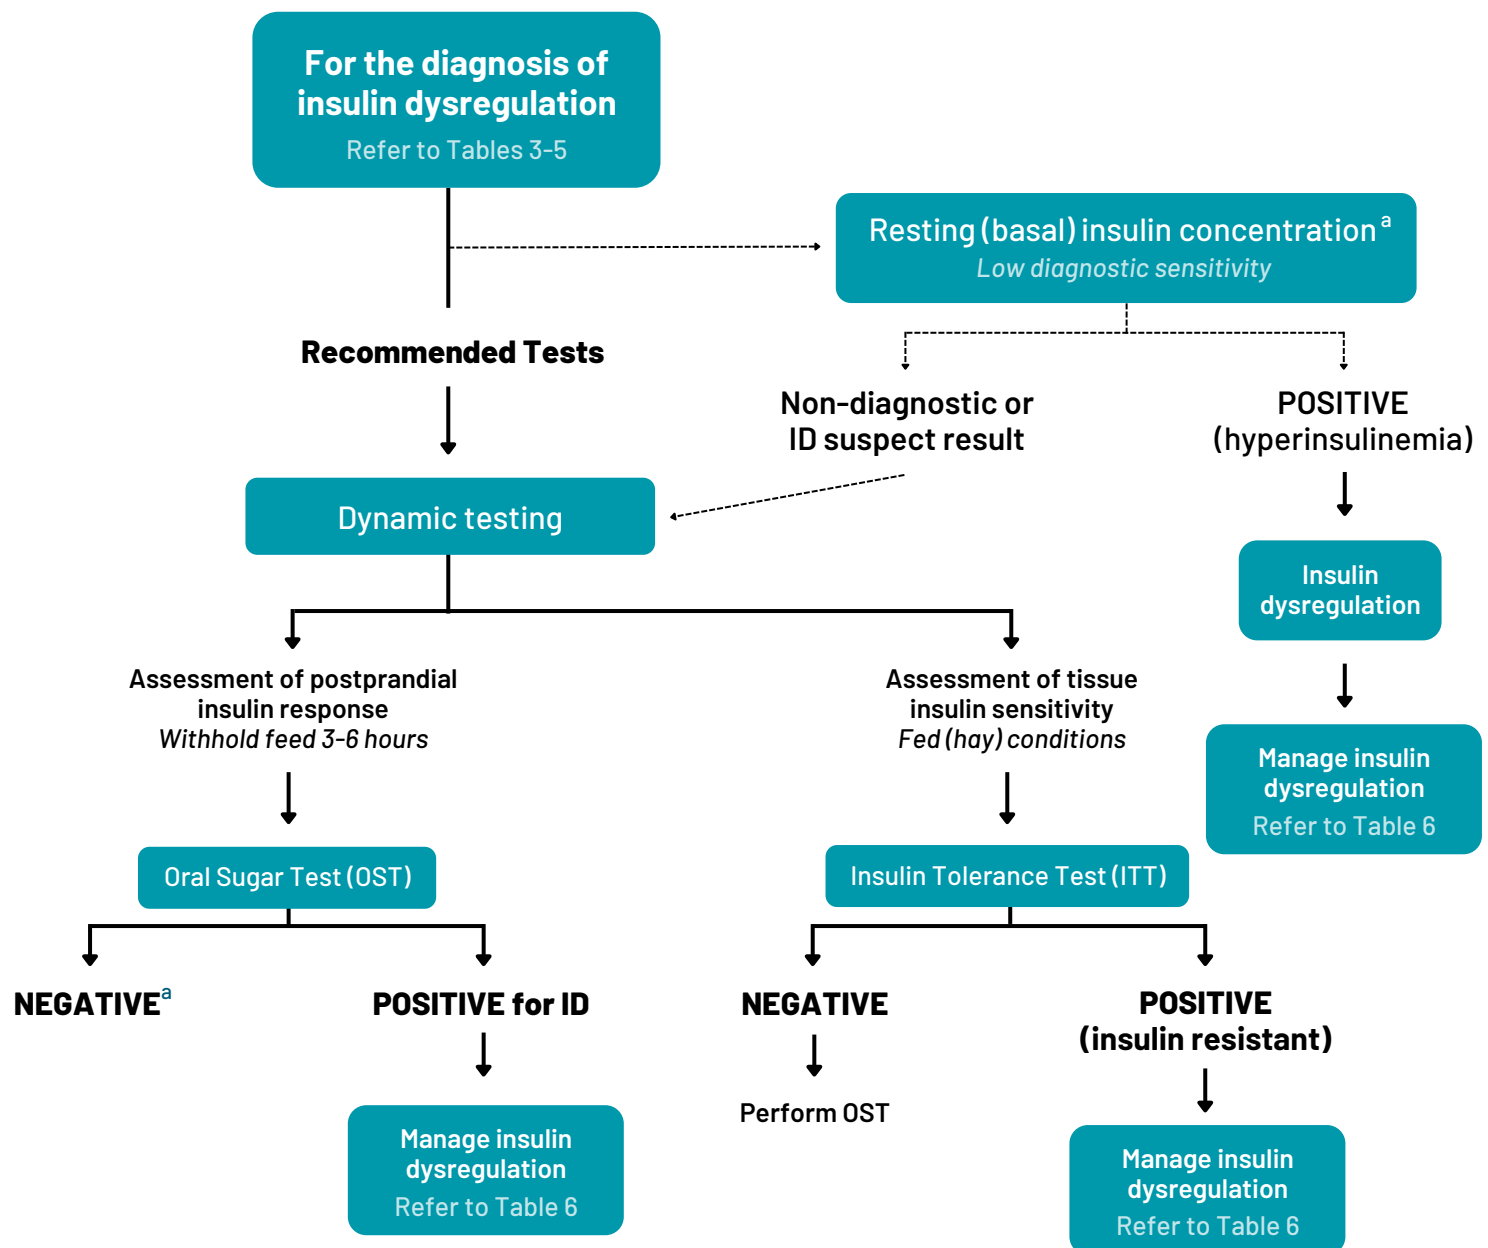 For the diagnosis of
insulin dysregulation
Refer to Tables 3-5
Resting (basal) insulin concentration a
Low diagnostic sensitivity
Recommended Tests
Non-diagnostic or
ID suspect result
POSITIVE
(hyperinsulinemia)
Dynamic testing
Insulin
dysregulation
Assessment of postprandial
insulin response
Withhold feed 3-6 hours
Assessment of tissue
insulin sensitivity
Fed (hay) conditions
Manage insulin
dysregulation
Refer to Table 6
Oral Sugar Test (OST)
Insulin Tolerance Test (ITT)
NEGATIVE a
POSITIVE for ID
NEGATIVE
POSITIVE
(insulin resistant)
Perform OST
Manage insulin
dysregulation
Refer to Table 6
Manage insulin
dysregulation
Refer to Table 6